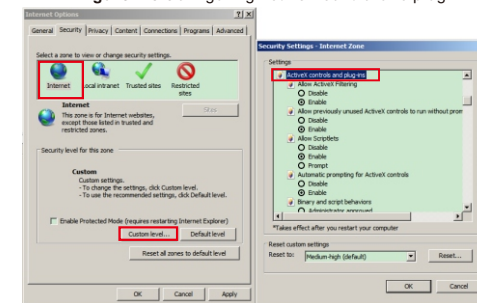 Internet Options
General Security Privacy Content Connections Programs Advanced
Select a zone to view or change security settings.
Internet Local intranet Trusted sites Restricted sites
Internet
This zone is for Internet websites,
except those listed in trusted and
restricted zones.
Sites
Security level for this zone
Custom
Custom settings.
- To change the settings, click Custom level.
- To use the recommended settings, click Default level.
Enable Protected Mode (requires restarting Internet Explorer)
Custom level... Default level
Reset all zones to default level
OK Cancel Apply
Security Settings - Internet Zone
Settings
ActiveX controls and plug-ins
Allow ActiveX Filtering
Disable
Enable
Allow previously unused ActiveX controls to run without prom
Disable
Enable
Allow Scriptlets
Disable
Enable
Prompt
Automatic prompting for ActiveX controls
Disable
Enable
Binary and script behaviors
Administrator approved
*Takes effect after you restart your computer
Reset custom settings
Reset to: Medium-high (default) Reset...
OK Cancel